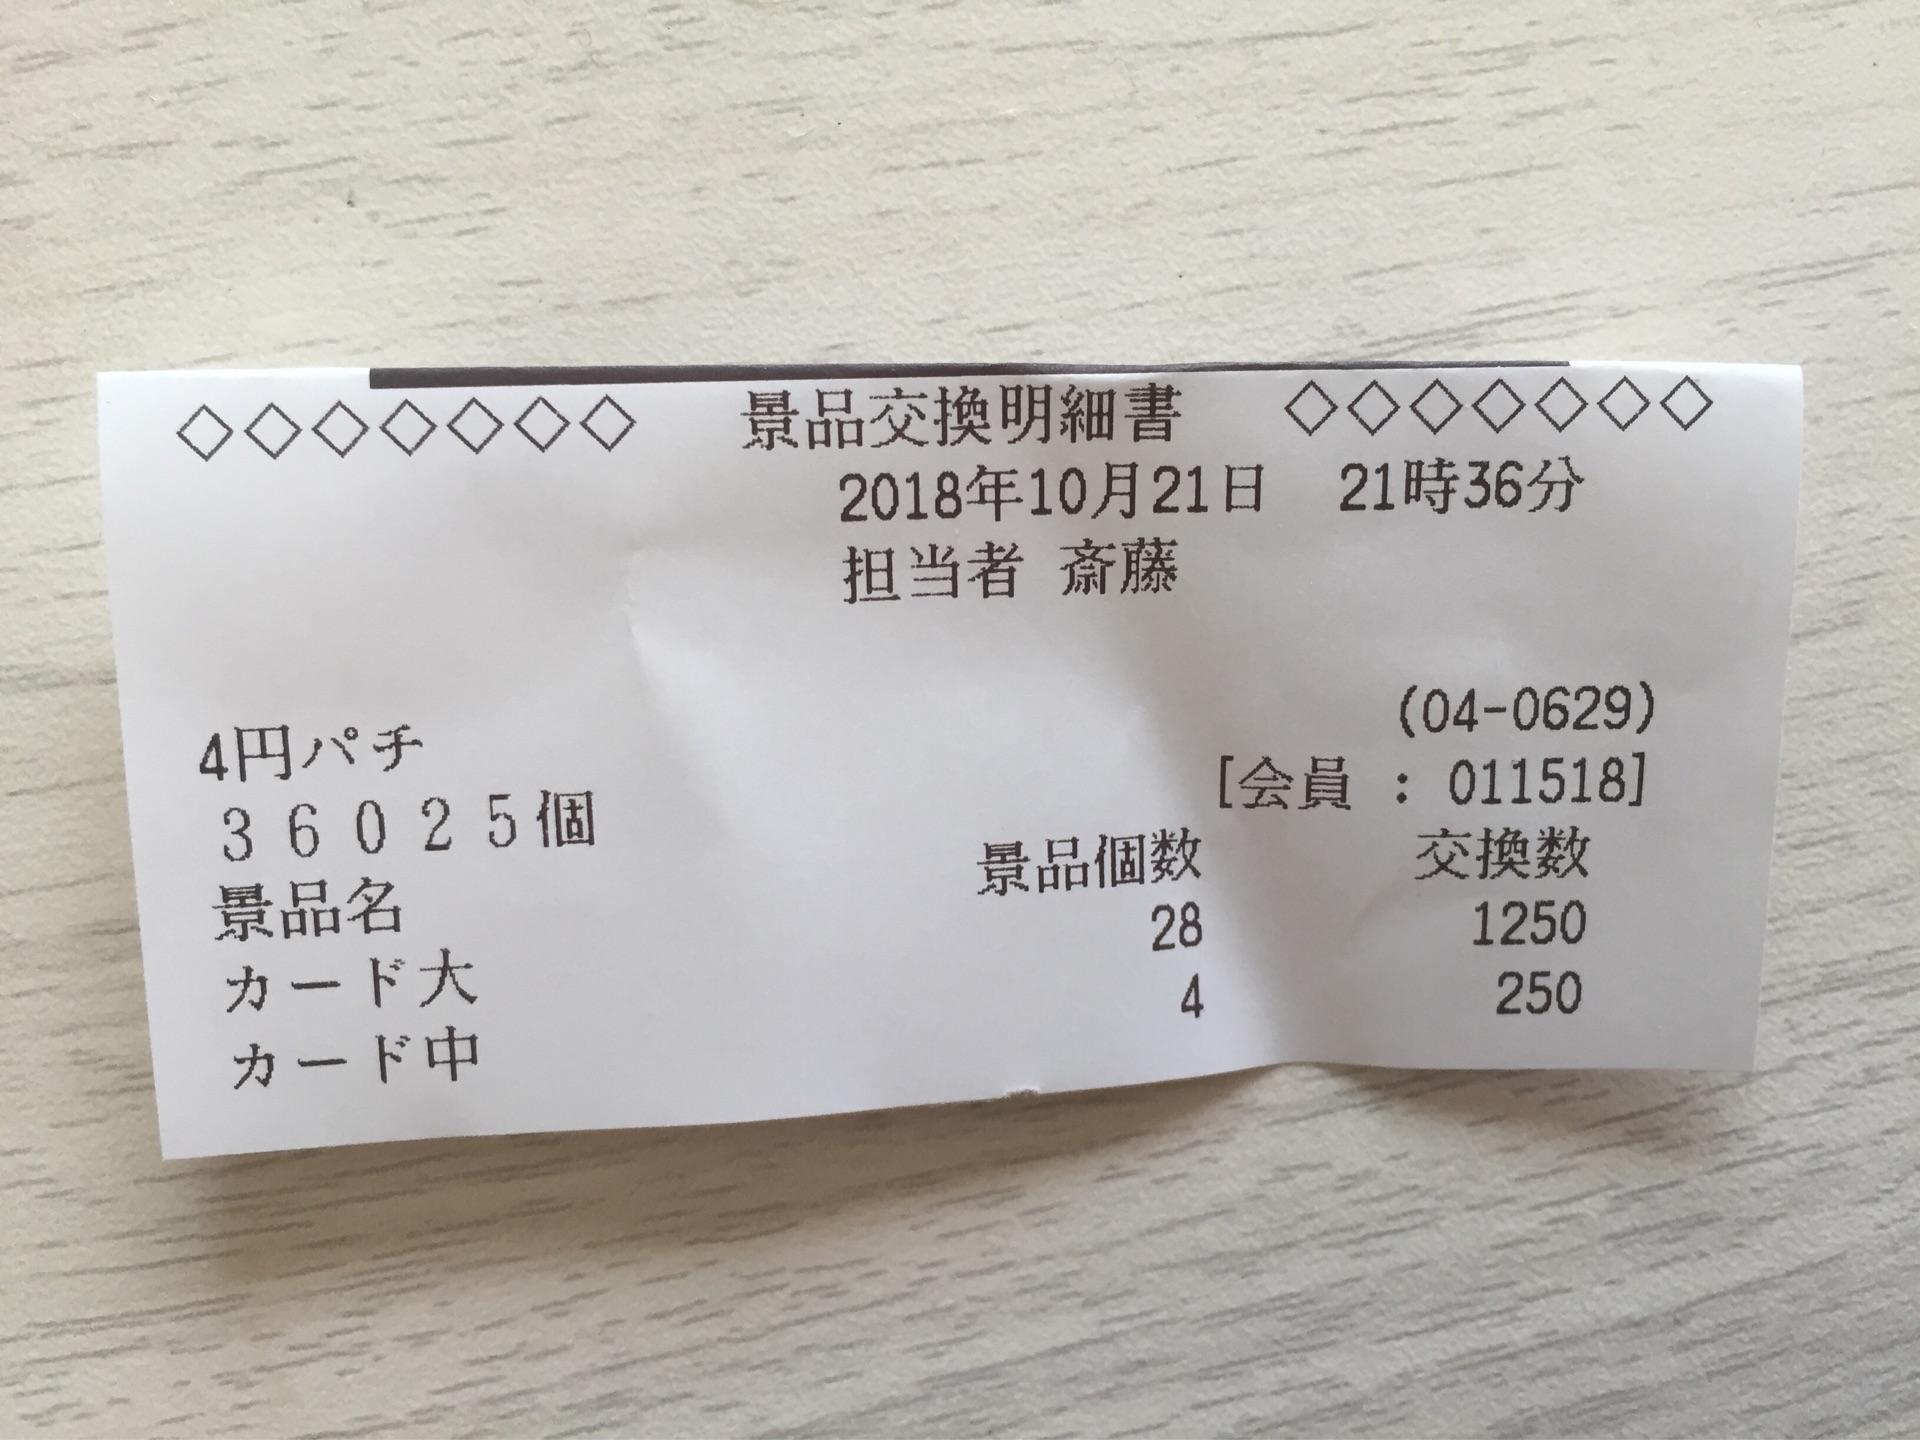 ◇◇◇◇◇◇◇ 景品交換明細書 ◇◇◇◇◇◇◇
2018年10月21日 21時36分
担当者 斎藤
(04-0629)
4円パチ [会員 : 011518]
36025個
景品名 景品個数 交換数
カード大 28 1250
カード中 4 250